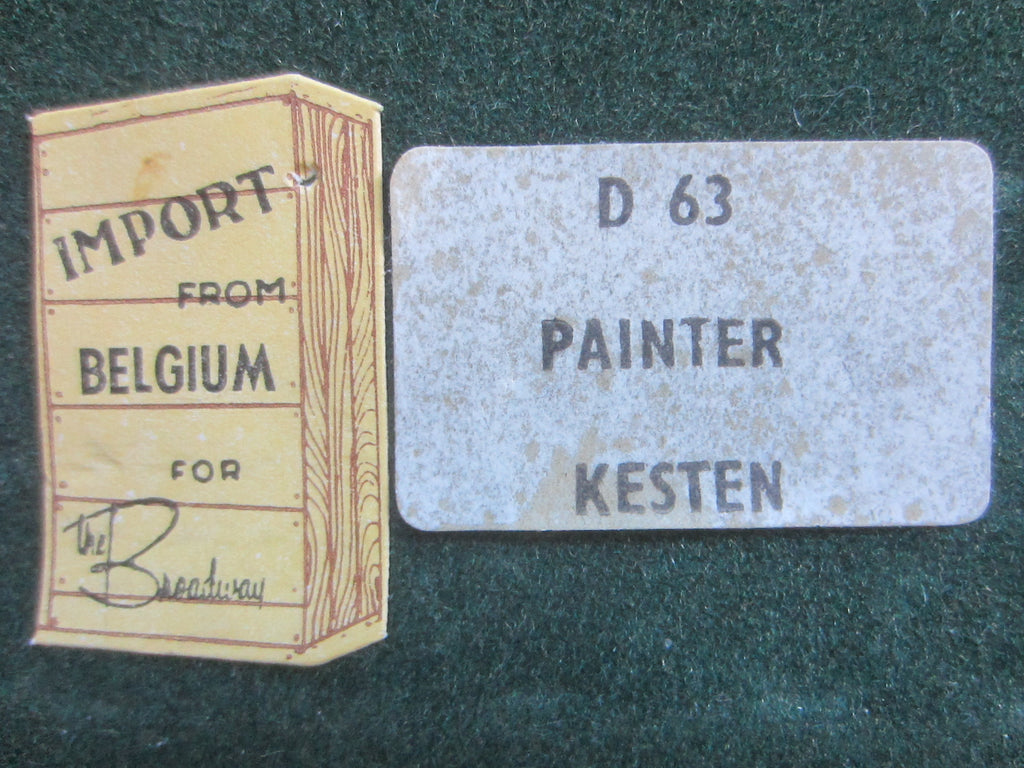 IMPORT
FROM
BELGIUM
FOR
the Broadway
D 63
PAINTER
KESTEN